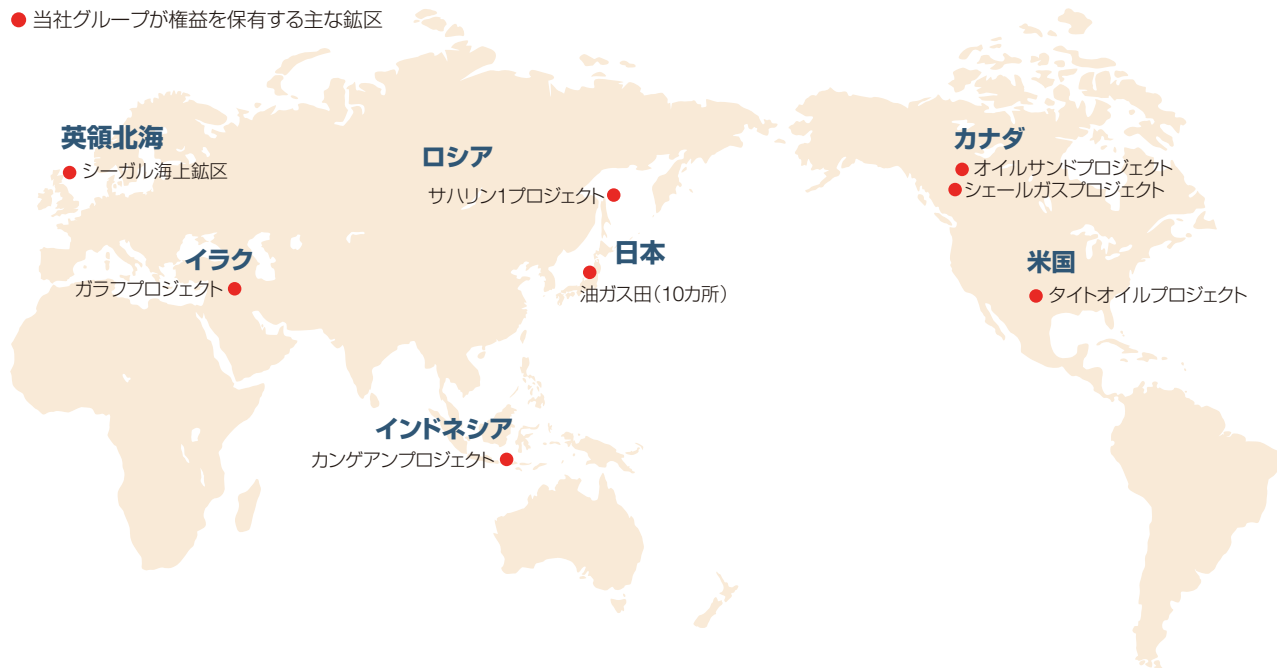 ● 当社グループが権益を保有する主な鉱区
英領北海
シーガル海上鉱区
ロシア
サハリン1プロジェクト
カナダ
オイルサンドプロジェクト
シェールガスプロジェクト
イラク
ガラフプロジェクト
日本
油ガス田(10カ所)
米国
タイトオイルプロジェクト
インドネシア
カンゲアンプロジェクト